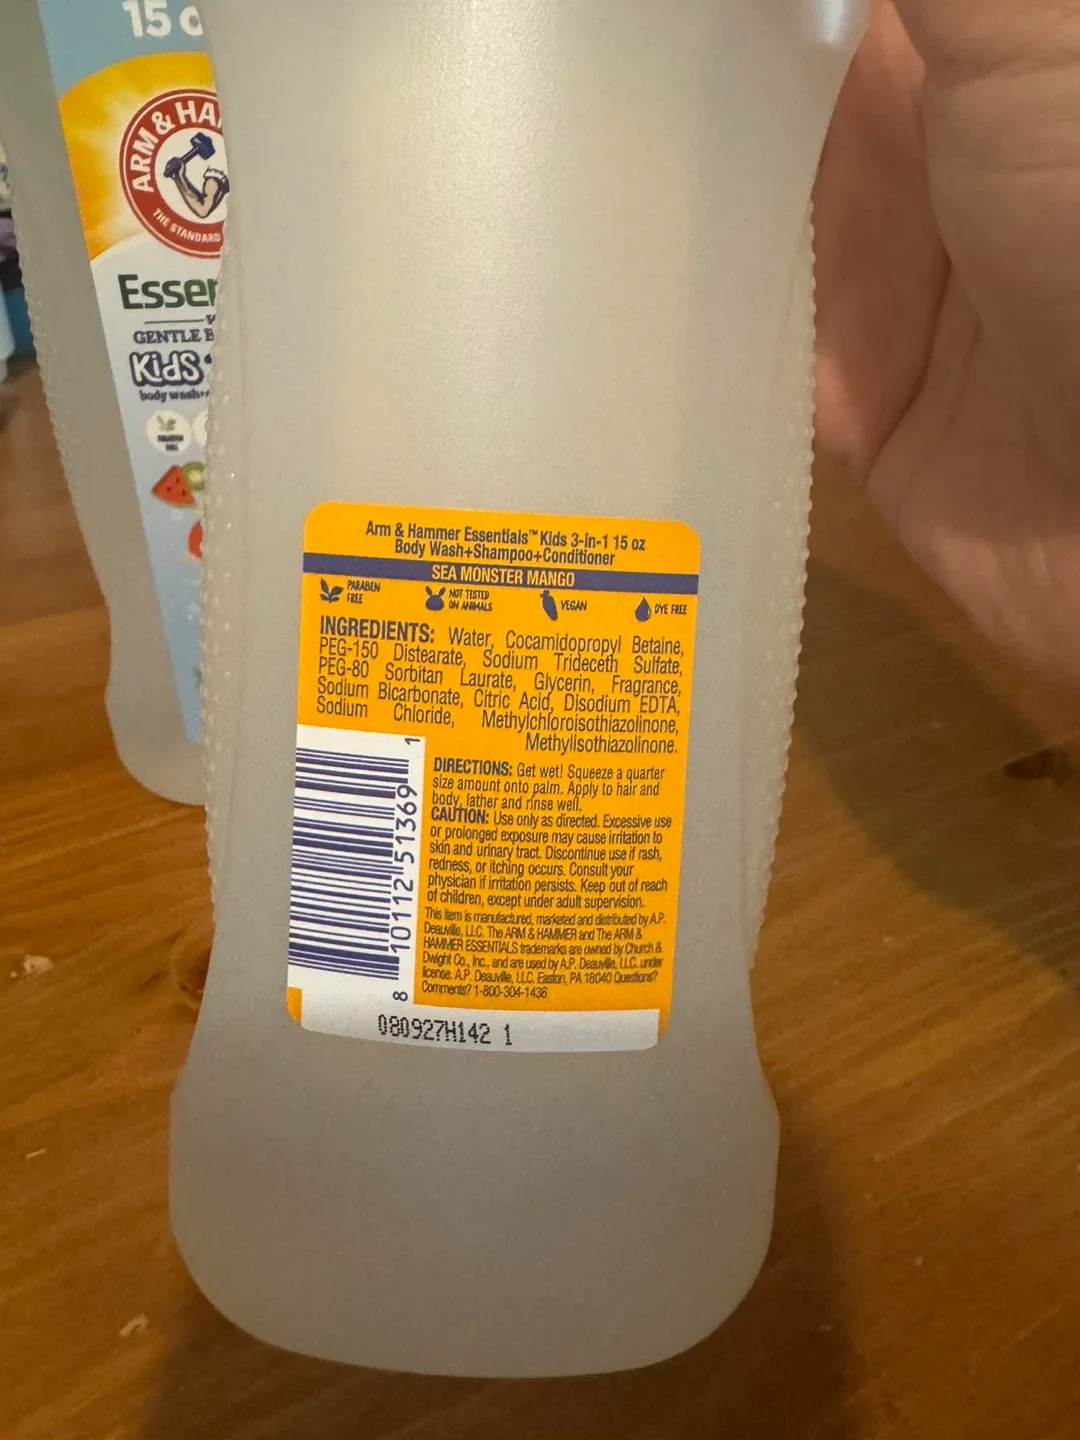 15 o
ARM & HA
THE STANDARD
Essen
GENTLE B
Kids
body wash+
PARABEN
FREE
Arm & Hammer Essentials™ Kids 3-in-1 15 oz
Body Wash+Shampoo+Conditioner
SEA MONSTER MANGO
PARABEN
FREE
NOT TESTED
ON ANIMALS
VEGAN
DYE FREE
INGREDIENTS: Water, Cocamidopropyl Betaine,
PEG-150 Distearate, Sodium Trideceth Sulfate,
PEG-80 Sorbitan Laurate, Glycerin, Fragrance,
Sodium Bicarbonate, Citric Acid, Disodium EDTA,
Sodium Chloride, Methylchloroisothiazolinone,
Methylisothiazolinone.
DIRECTIONS: Get wet! Squeeze a quarter
size amount onto palm. Apply to hair and
body, lather and rinse well.
CAUTION: Use only as directed. Excessive use
or prolonged exposure may cause irritation to
skin and urinary tract. Discontinue use if rash,
redness, or itching occurs. Consult your
physician if irritation persists. Keep out of reach
of children, except under adult supervision.
This item is manufactured, marketed and distributed by A.P.
Deauville, LLC. The ARM & HAMMER and The ARM &
HAMMER ESSENTIALS trademarks are owned by Church &
Dwight Co., Inc., and are used by A.P. Deauville, LLC. under
license. A.P. Deauville, LLC, Easton, PA 18040 Questions?
Comments? 1-800-304-1436
8 10112 51369 1
080927H142 1